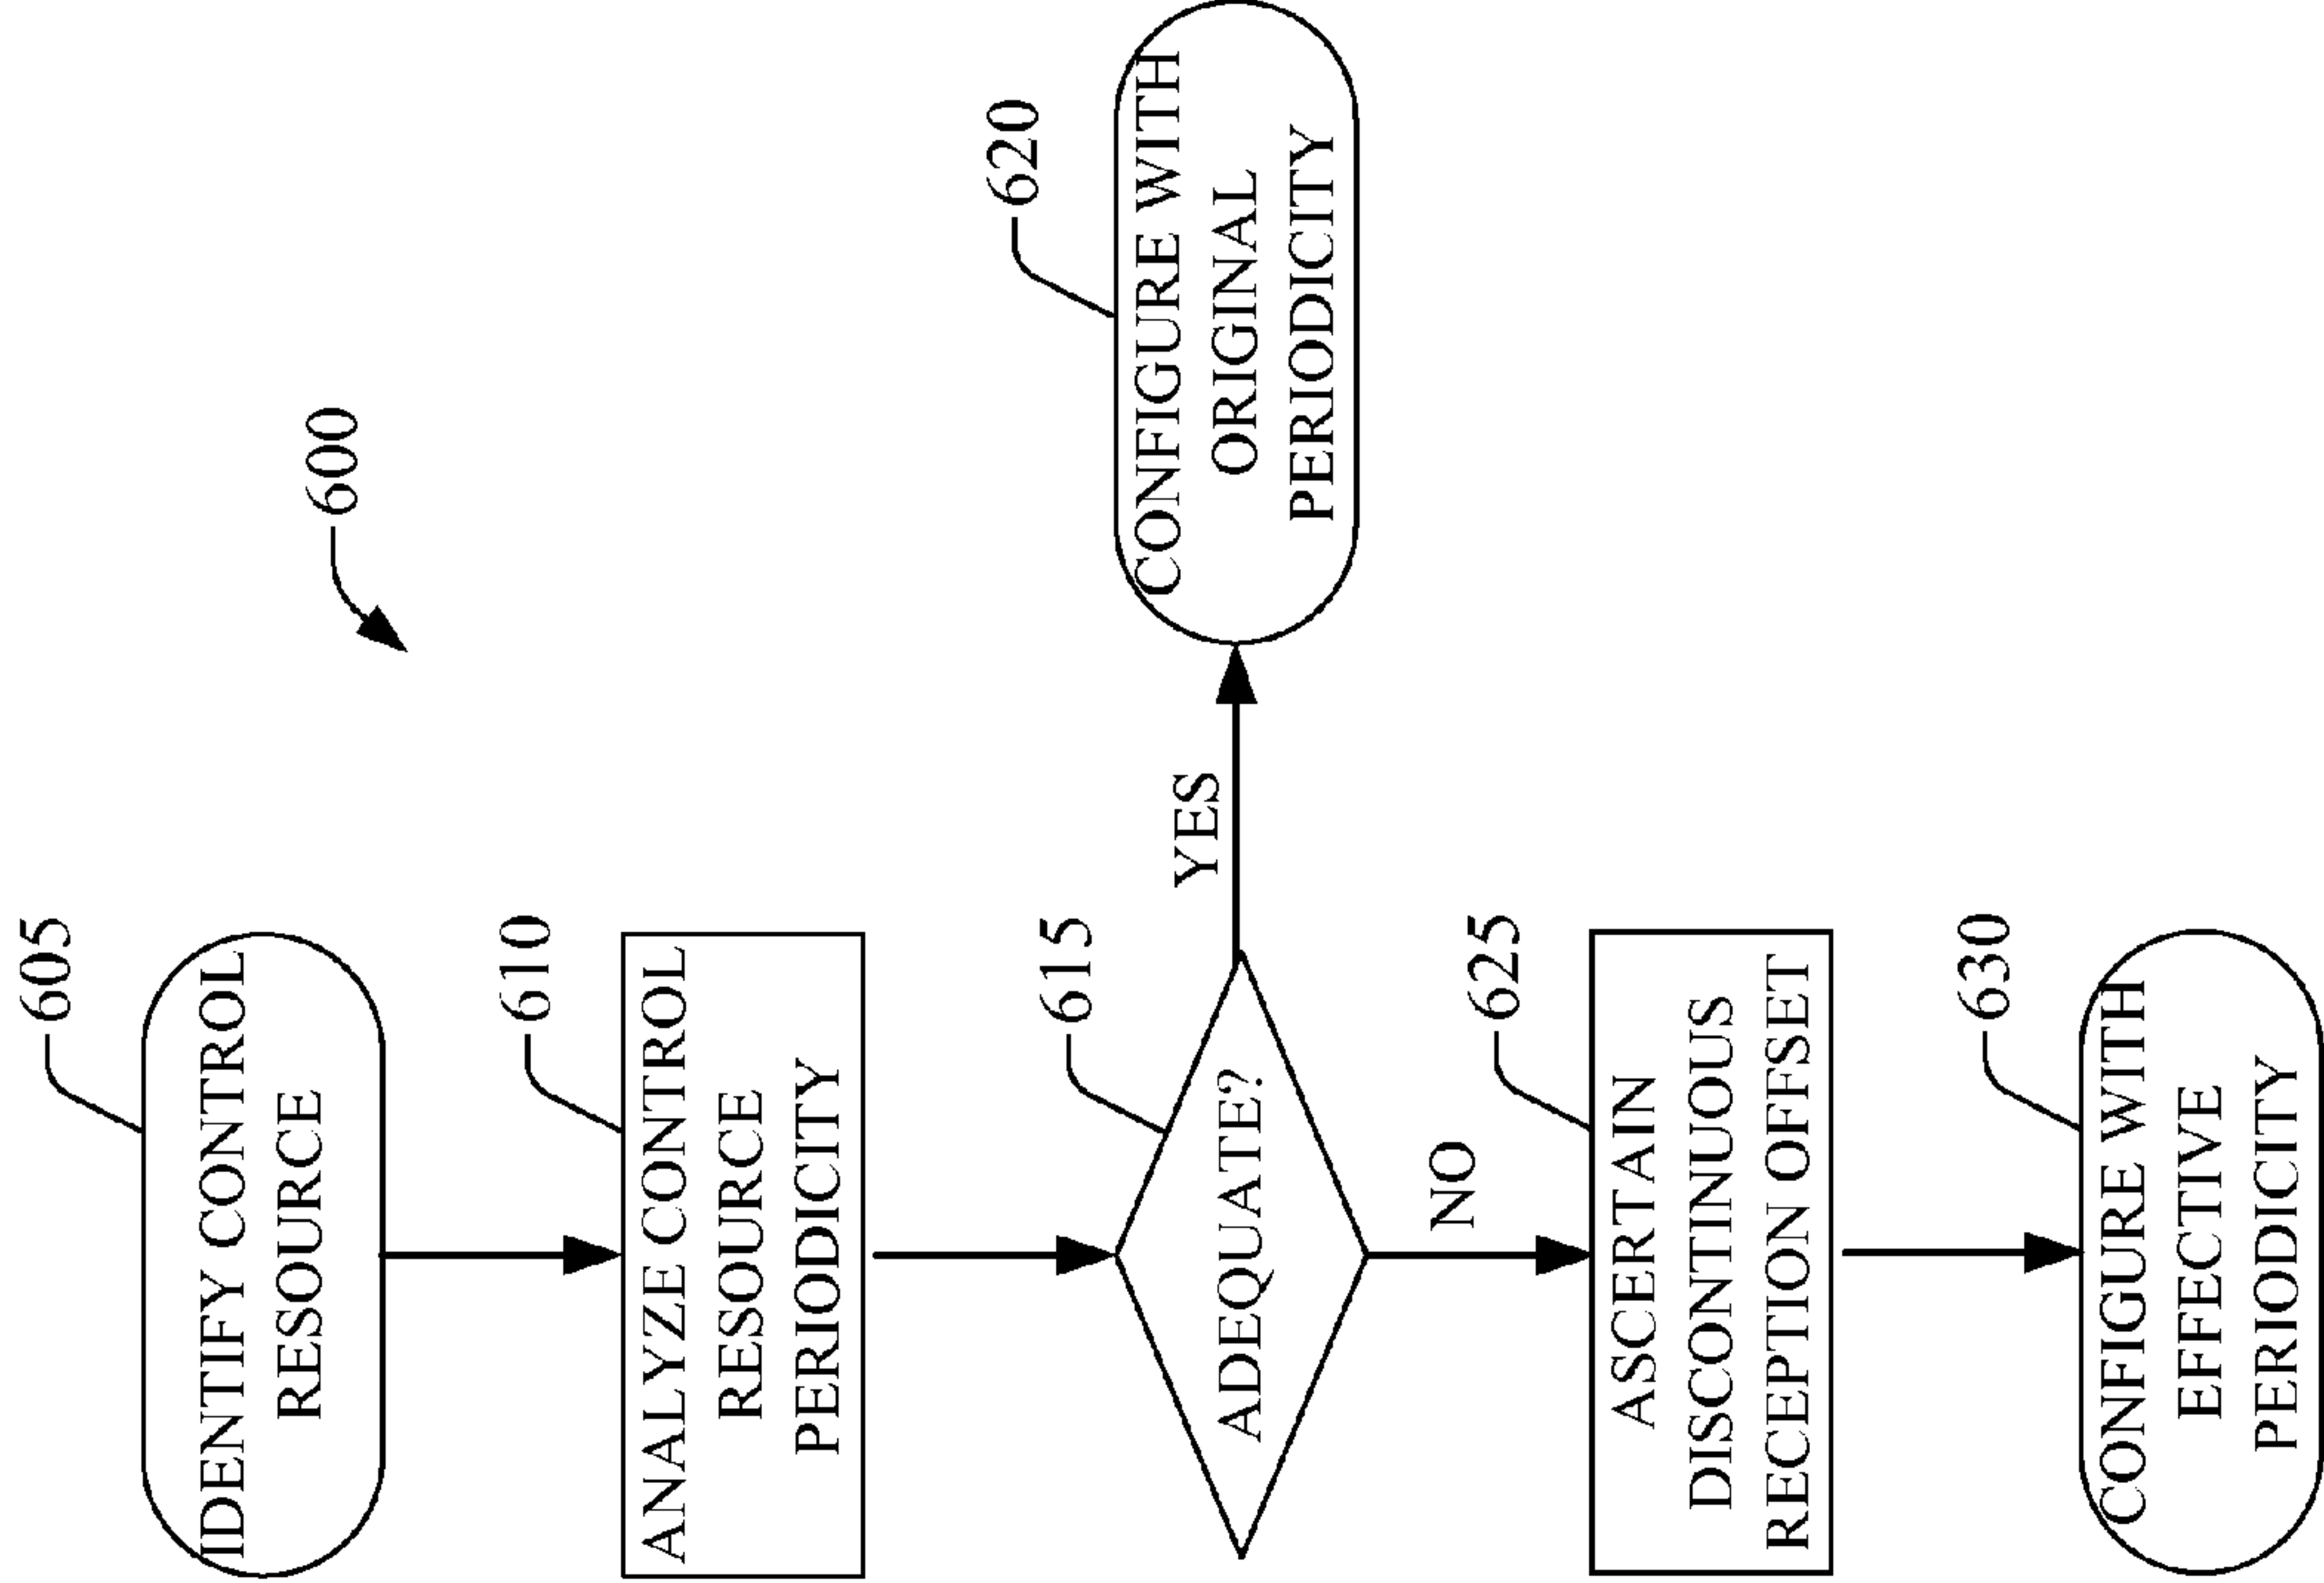 600
605
IDENTIFY CONTROL
RESOURCE
610
ANALYZE CONTROL
RESOURCE
PERIODICITY
615
ADEQUATE?
YES
620
CONFIGURE WITH
ORIGINAL
PERIODICITY
NO
625
ASCERTAIN
DISCONTINUOUS
RECEPTION OFFSET
630
CONFIGURE WITH
EFFECTIVE
PERIODICITY